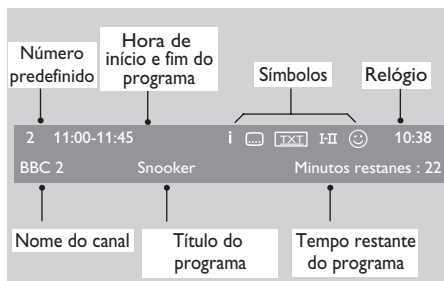 Número
predefinido
Hora de
início e fim do
programa
Símbolos
Relógio
2 11:00-11:45 i .... TXT I-II 10:38
BBC 2 Snooker Minutos restanes : 22
Nome do canal
Título do
programa
Tempo restante
do programa